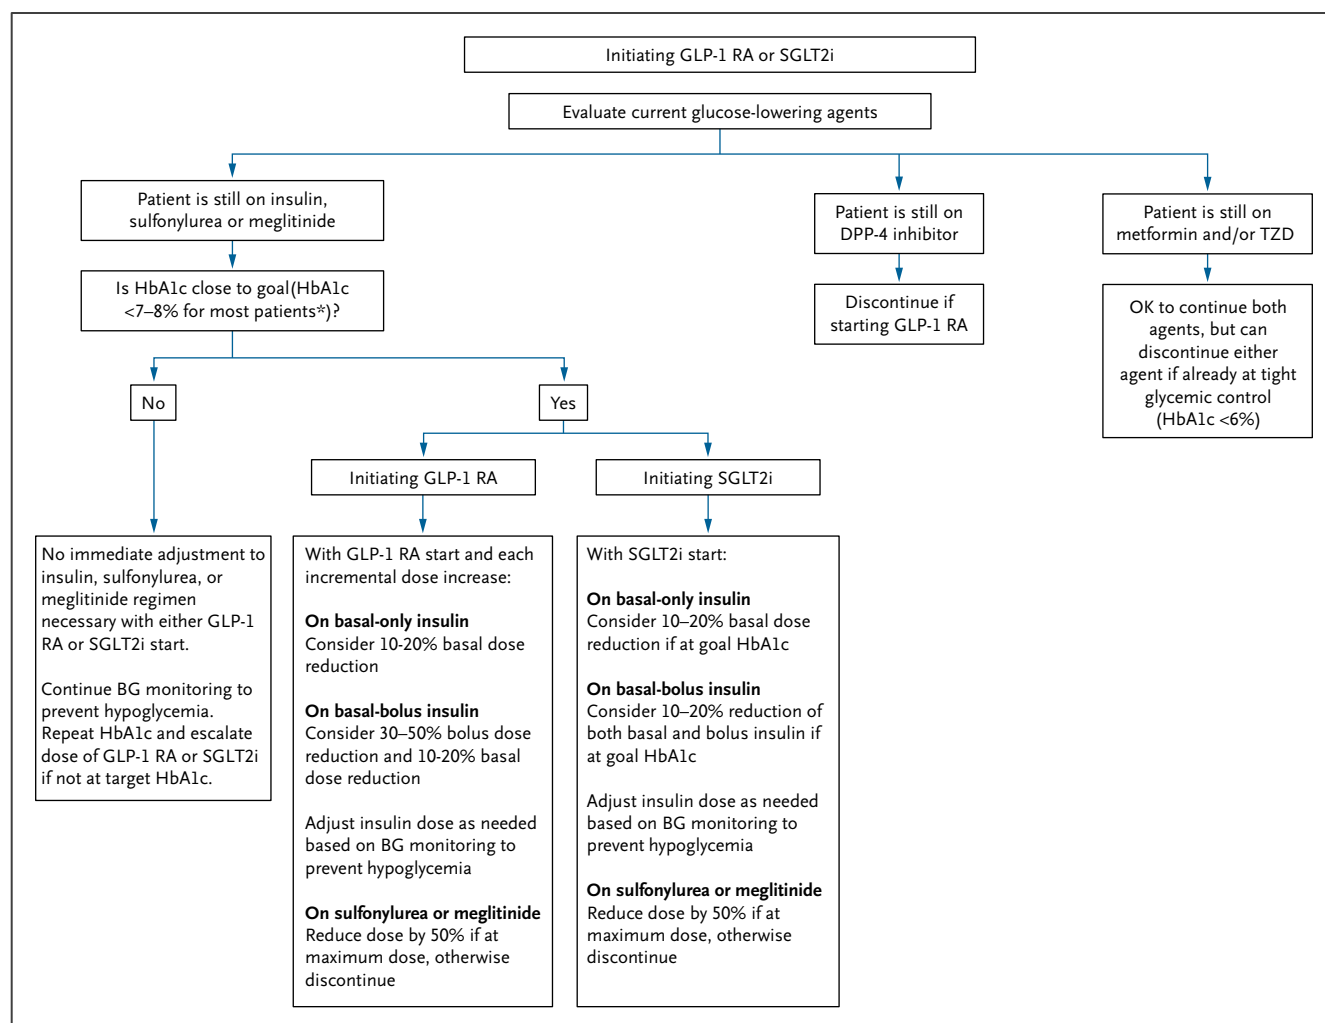 Initiating GLP-1 RA or SGLT2i
Evaluate current glucose-lowering agents
Patient is still on insulin,
sulfonylurea or meglitinide
Patient is still on
DPP-4 inhibitor
Patient is still on
metformin and/or TZD
Is HbA1c close to goal(HbA1c
<7–8% for most patients*)?
Discontinue if
starting GLP-1 RA
OK to continue both
agents, but can
discontinue either
agent if already at tight
glycemic control
(HbA1c <6%)
No
Yes
Initiating GLP-1 RA
Initiating SGLT2i
No immediate adjustment to
insulin, sulfonylurea, or
meglitinide regimen
necessary with either GLP-1
RA or SGLT2i start.
Continue BG monitoring to
prevent hypoglycemia.
Repeat HbA1c and escalate
dose of GLP-1 RA or SGLT2i
if not at target HbA1c.
With GLP-1 RA start and each
incremental dose increase:
On basal-only insulin
Consider 10-20% basal dose
reduction
On basal-bolus insulin
Consider 30–50% bolus dose
reduction and 10-20% basal
dose reduction
Adjust insulin dose as needed
based on BG monitoring to
prevent hypoglycemia
On sulfonylurea or meglitinide
Reduce dose by 50% if at
maximum dose, otherwise
discontinue
With SGLT2i start:
On basal-only insulin
Consider 10–20% basal dose
reduction if at goal HbA1c
On basal-bolus insulin
Consider 10–20% reduction of
both basal and bolus insulin if
at goal HbA1c
Adjust insulin dose as needed
based on BG monitoring to
prevent hypoglycemia
On sulfonylurea or meglitinide
Reduce dose by 50% if at
maximum dose, otherwise
discontinue